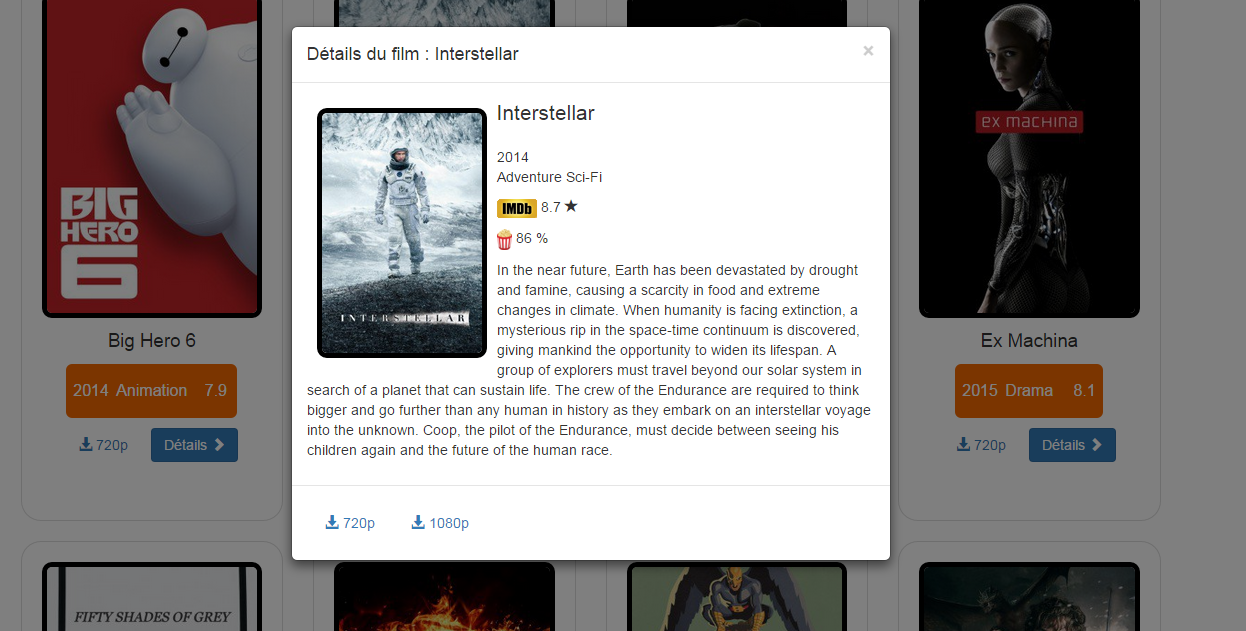 Détails du film : Interstellar
×
Interstellar
2014
Adventure Sci-Fi
IMDb 8.7 ★
86 %
In the near future, Earth has been devastated by drought
and famine, causing a scarcity in food and extreme
changes in climate. When humanity is facing extinction, a
mysterious rip in the space-time continuum is discovered,
giving mankind the opportunity to widen its lifespan. A
group of explorers must travel beyond our solar system in
search of a planet that can sustain life. The crew of the Endurance are required to think
bigger and go further than any human in history as they embark on an interstellar voyage
into the unknown. Coop, the pilot of the Endurance, must decide between seeing his
children again and the future of the human race.
720p 1080p
INTERSTELLAR
BIG
HERO
6
Big Hero 6
2014 Animation 7.9
720p Détails
ex machina
Ex Machina
2015 Drama 8.1
720p Détails
FIFTY SHADES OF GREY